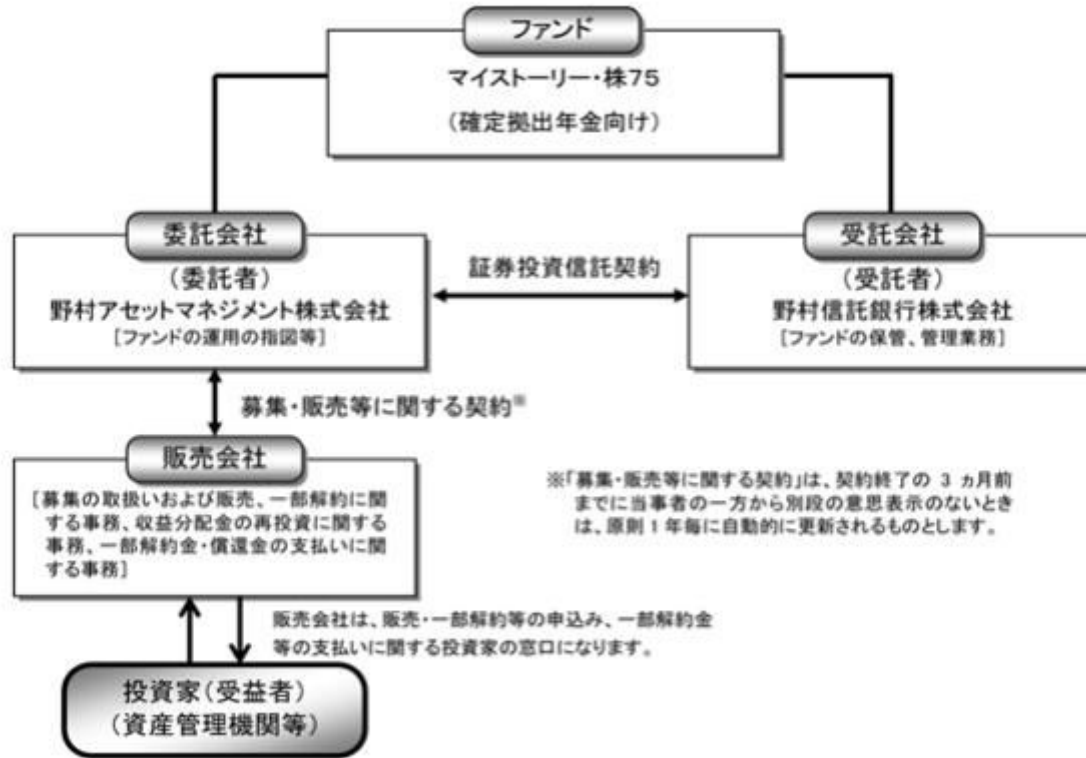 ファンド
マイストーリー・株75
(確定拠出年金向け)
委託会社
(委託者)
野村アセットマネジメント株式会社
[ファンドの運用の指図等]
証券投資信託契約
受託会社
(受託者)
野村信託銀行株式会社
[ファンドの保管、管理業務]
募集・販売等に関する契約※
販売会社
[募集の取扱いおよび販売、一部解約に関
する事務、収益分配金の再投資に関する
事務、一部解約金・償還金の支払いに関
する事務]
※「募集・販売等に関する契約」は、契約終了の 3 ヵ月前
までに当事者の一方から別段の意思表示のないとき
は、原則 1 年毎に自動的に更新されるものとします。
販売会社は、販売・一部解約等の申込み、一部解約金
等の支払いに関する投資家の窓口になります。
投資家(受益者)
(資産管理機関等)